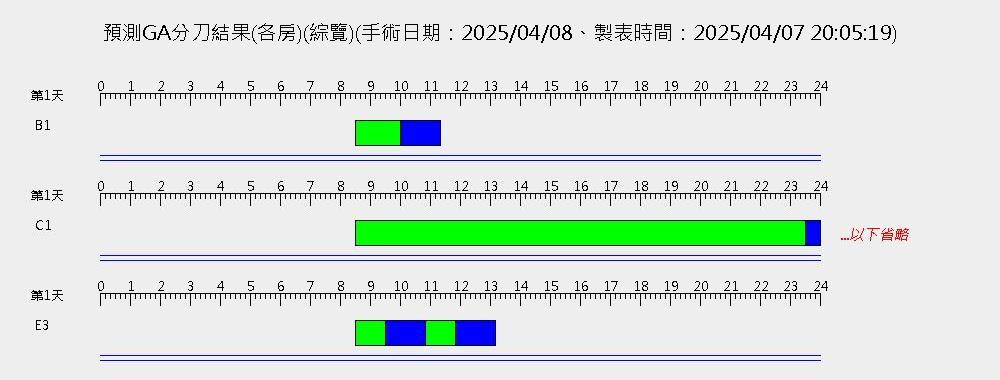 預測GA分刀結果(各房)(綜覽)(手術日期：2025/04/08、製表時間：2025/04/07 20:05:19)
第1天 0 1 2 3 4 5 6 7 8 9 10 11 12 13 14 15 16 17 18 19 20 21 22 23 24
B1
第1天 0 1 2 3 4 5 6 7 8 9 10 11 12 13 14 15 16 17 18 19 20 21 22 23 24
C1 ...以下省略
第1天 0 1 2 3 4 5 6 7 8 9 10 11 12 13 14 15 16 17 18 19 20 21 22 23 24
E3